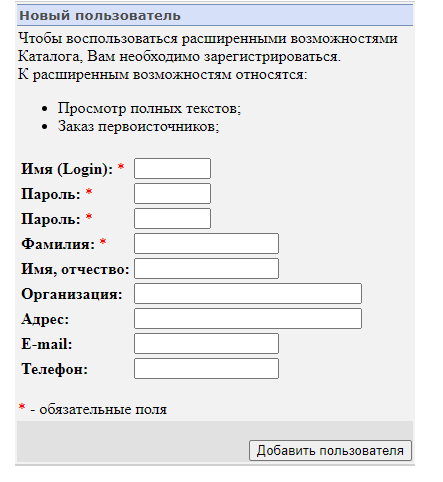 Новый пользователь
Чтобы воспользоваться расширенными возможностями
Каталога, Вам необходимо зарегистрироваться.
К расширенным возможностям относятся:
• Просмотр полных текстов;
• Заказ первоисточников;
Имя (Login): *
Пароль: *
Пароль: *
Фамилия: *
Имя, отчество:
Организация:
Адрес:
E-mail:
Телефон:
* - обязательные поля
Добавить пользователя